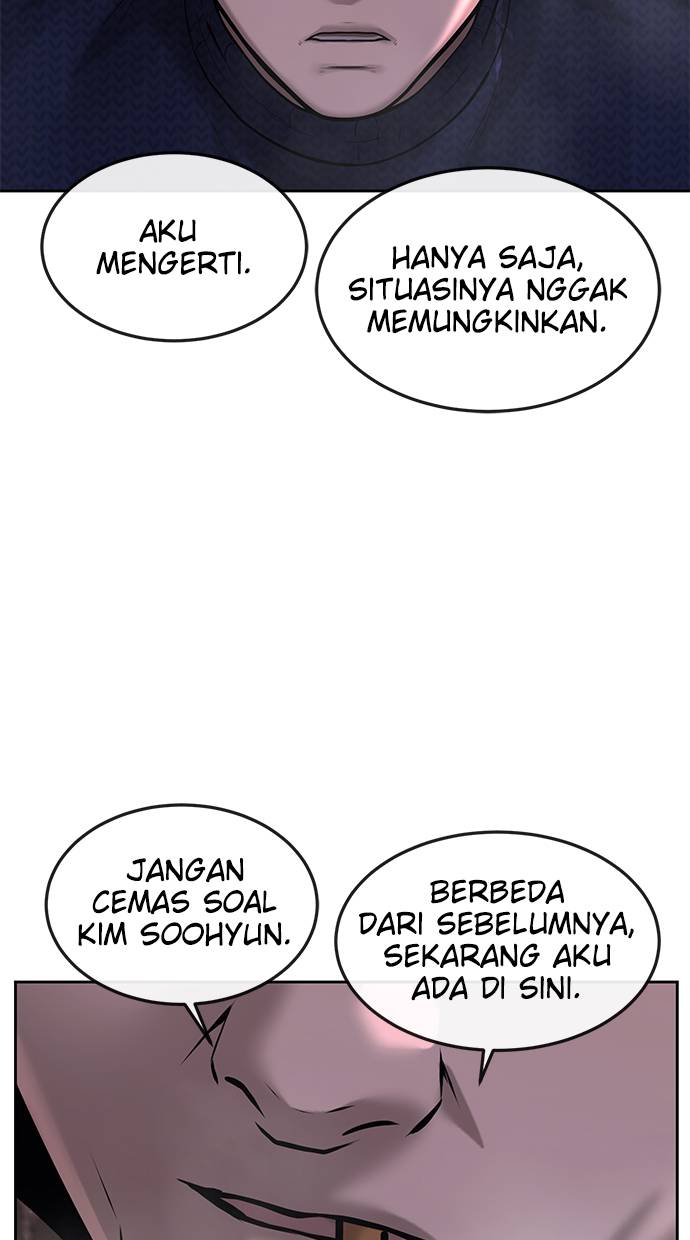 AKU
MENGERTI.
HANYA SAJA,
SITUASINYA NGGAK
MEMUNGKINKAN.
JANGAN
CEMAS SOAL
KIM SOOHYUN.
BERBEDA
DARI SEBELUMNYA,
SEKARANG AKU
ADA DI SINI.